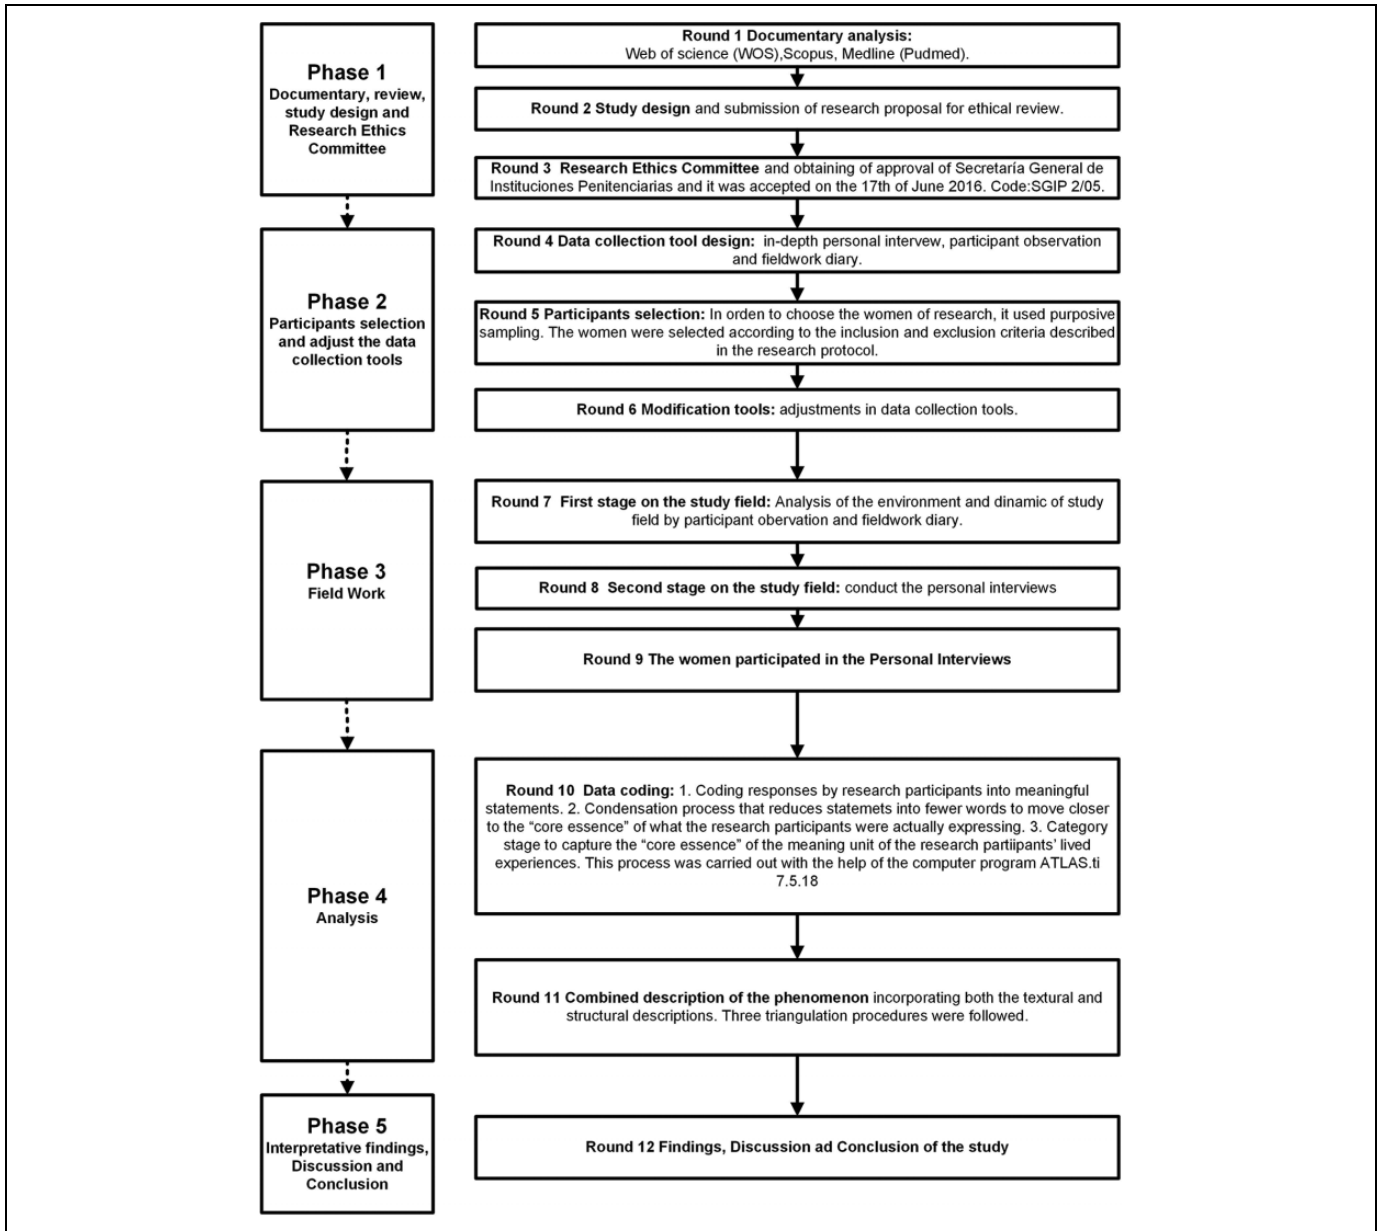 Phase 1
Documentary, review,
study design and
Research Ethics
Committee
Round 1 Documentary analysis:
Web of science (WOS),Scopus, Medline (Pudmed).
Round 2 Study design and submission of research proposal for ethical review.
Round 3 Research Ethics Committee and obtaining of approval of Secretaría General de
Instituciones Penitenciarias and it was accepted on the 17th of June 2016. Code:SGIP 2/05.
Phase 2
Participants selection
and adjust the data
collection tools
Round 4 Data collection tool design: in-depth personal intervew, participant observation
and fieldwork diary.
Round 5 Participants selection: In orden to choose the women of research, it used purposive
sampling. The women were selected according to the inclusion and exclusion criteria described
in the research protocol.
Round 6 Modification tools: adjustments in data collection tools.
Phase 3
Field Work
Round 7 First stage on the study field: Analysis of the environment and dinamic of study
field by participant obervation and fieldwork diary.
Round 8 Second stage on the study field: conduct the personal interviews
Round 9 The women participated in the Personal Interviews
Phase 4
Analysis
Round 10 Data coding: 1. Coding responses by research participants into meaningful
statements. 2. Condensation process that reduces statemets into fewer words to move closer
to the “core essence” of what the research participants were actually expressing. 3. Category
stage to capture the “core essence” of the meaning unit of the research partiipants’ lived
experiences. This process was carried out with the help of the computer program ATLAS.ti
7.5.18
Round 11 Combined description of the phenomenon incorporating both the textural and
structural descriptions. Three triangulation procedures were followed.
Phase 5
Interpretative findings,
Discussion and
Conclusion
Round 12 Findings, Discussion ad Conclusion of the study